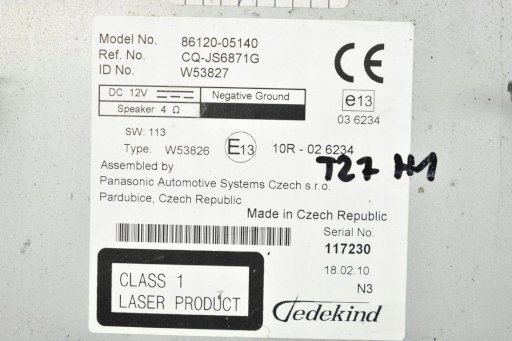 Model No. 86120-05140
Ref. No. CQ-JS6871G
ID No. W53827
CE
DC 12V Negative Ground
Speaker 4 Ω
e13
03 6234
SW: 113
Type: W53826 E13 10R - 02 6234
T27 HM
Assembled by
Panasonic Automotive Systems Czech s.r.o.
Pardubice, Czech Republic
Made in Czech Republic
Serial No.
117230
18.02.10
N3
CLASS 1
LASER PRODUCT
Jedekind